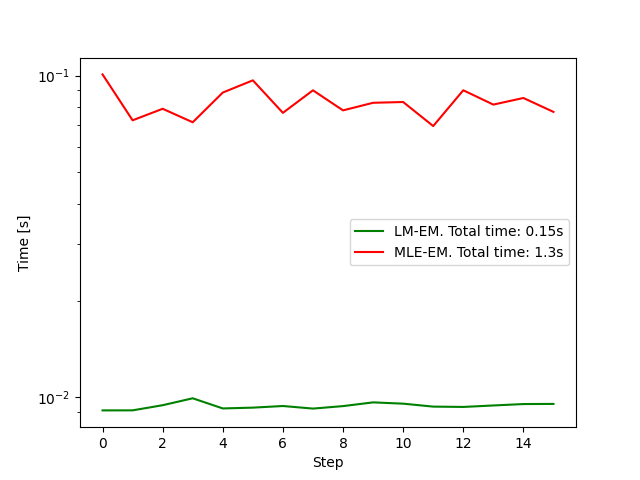 10⁻¹
10⁻²
Time [s]
LM-EM. Total time: 0.15s
MLE-EM. Total time: 1.3s
0 2 4 6 8 10 12 14
Step